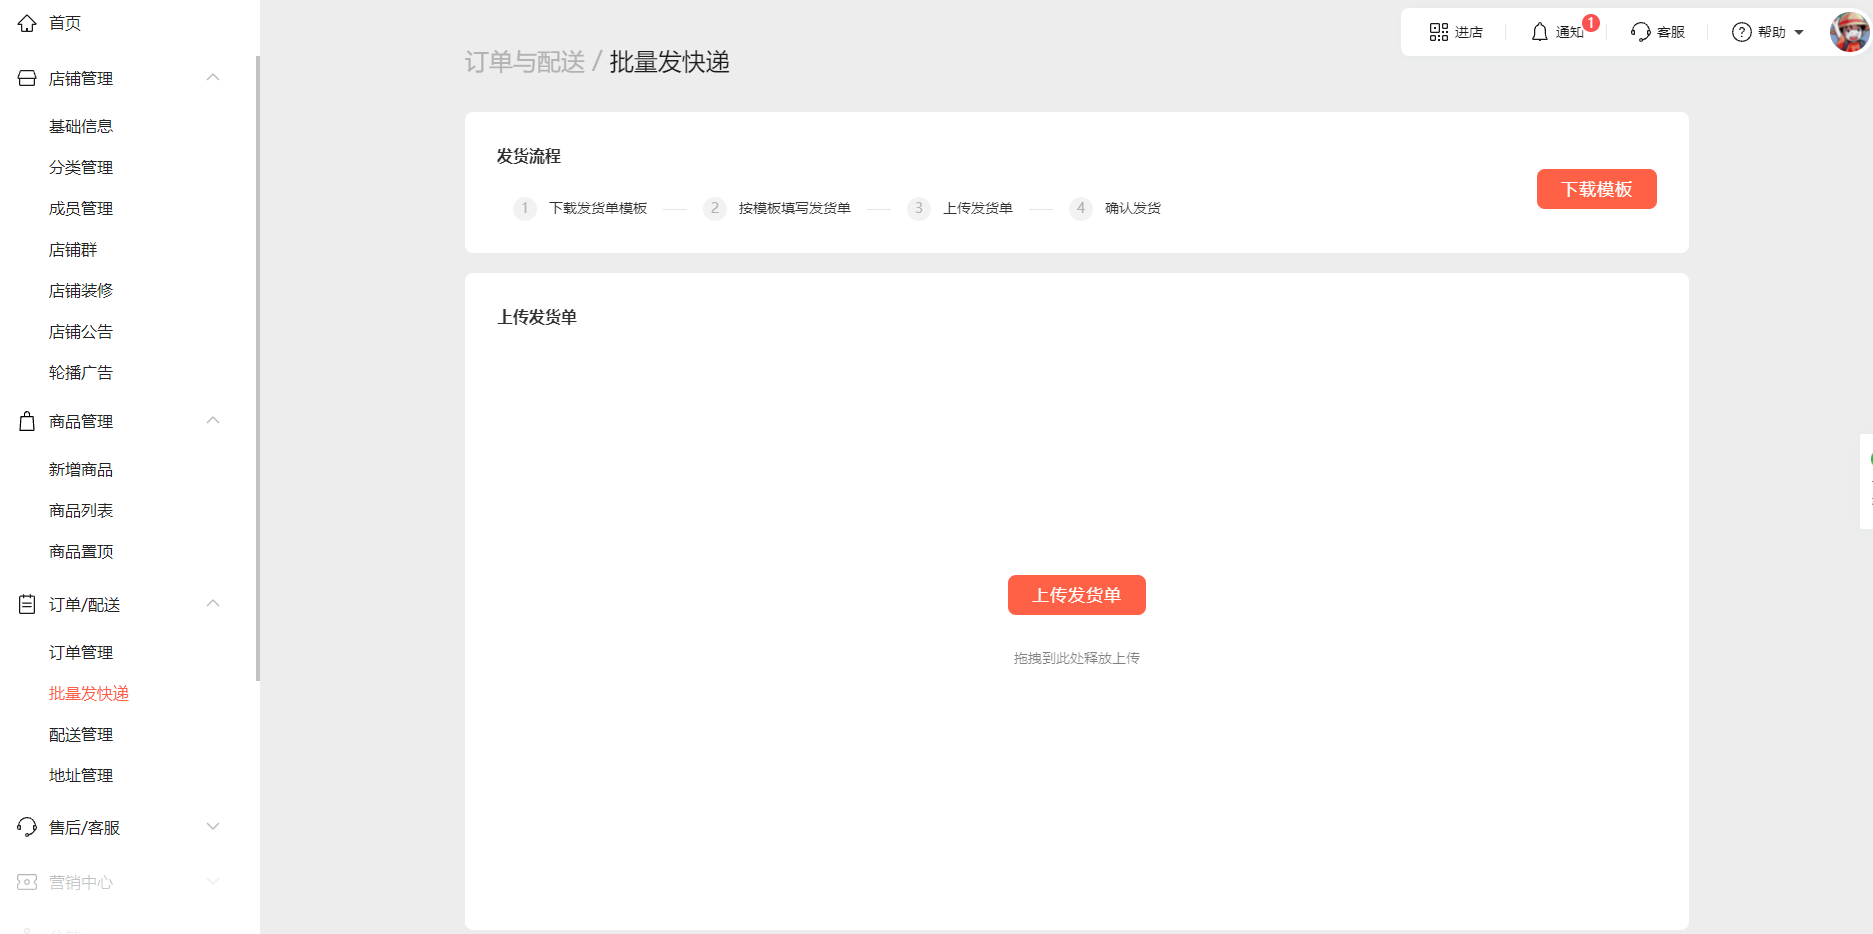 首页
店铺管理
基础信息
分类管理
成员管理
店铺群
店铺装修
店铺公告
轮播广告
商品管理
新增商品
商品列表
商品置顶
订单/配送
订单管理
批量发快递
配送管理
地址管理
售后/客服
营销中心
进店
通知
1
客服
帮助
订单与配送 / 批量发快递
发货流程
1 下载发货单模板 2 按模板填写发货单 3 上传发货单 4 确认发货
下载模板
上传发货单
上传发货单
拖拽到此处释放上传